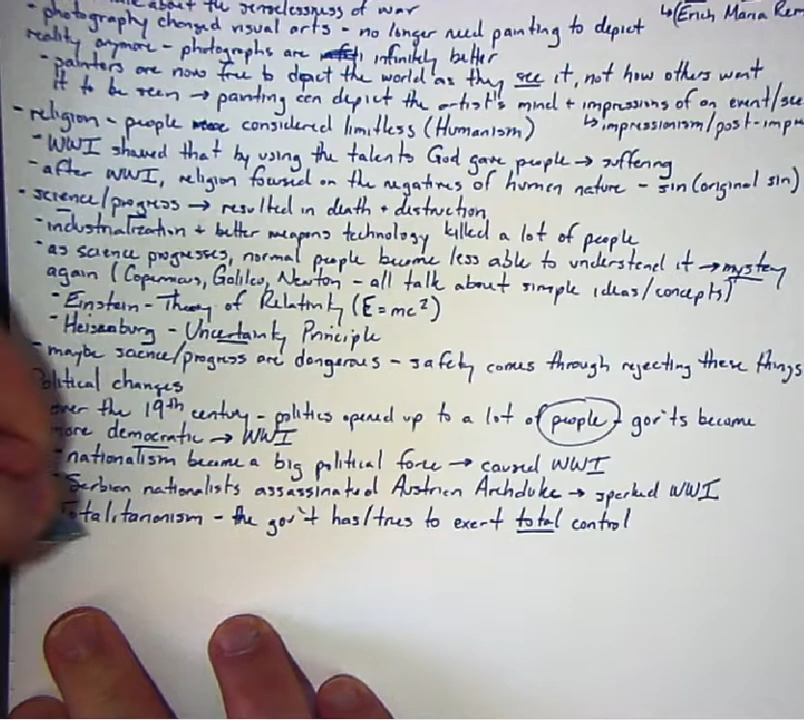 about the senselessness of war
↳(Erich Maria Rem
- photography changed visual arts - no longer need painting to depict
reality anymore - photographs are infinitely better
- painters are now free to depict the world as they see it, not how others want
it to be seen → painting can depict the artist's mind + impressions of an event/sce
↳impressionism/post-imp
- religion - people considered limitless (Humanism)
- WWI showed that by using the talents God gave people → suffering
- after WWI, religion focused on the negatives of human nature - sin (original sin)
- science/progress → resulted in death + distruction
- industrialization + better weapons technology killed a lot of people
- as science progresses, normal people become less able to understand it → mystery
again (Copernicus, Galileo, Newton - all talk about simple ideas/concepts)
- Einstein - Theory of Relativity (E=mc²)
- Heisenburg - Uncertainty Principle
- maybe science/progress are dangerous - safety comes through rejecting these things
Political changes
over the 19th century - politics opened up to a lot of people + gov'ts become
more democratic → WWI
- nationalism became a big political force → caused WWI
- Serbian nationalists assassinated Austrian Archduke → sparked WWI
Totalitarianism - the gov't has/tries to exert total control